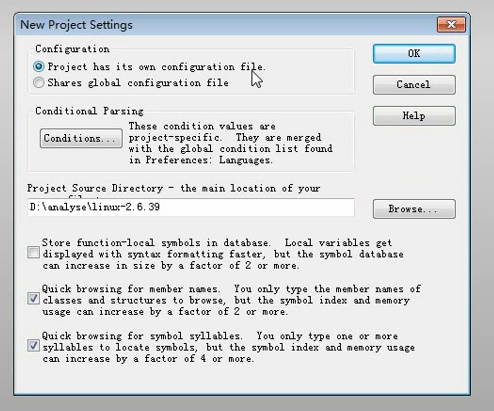 New Project Settings
Configuration
Project has its own configuration file.
Shares global configuration file
OK
Cancel
Help
Conditional Parsing
Conditions...
These condition values are
project-specific. They are merged
with the global condition list found
in Preferences: Languages.
Project Source Directory - the main location of your
D:\analyse\linux-2.6.39
Browse...
Store function-local symbols in database. Local variables get
displayed with syntax formatting faster, but the symbol database
can increase in size by a factor of 2 or more.
Quick browsing for member names. You only type the member names of
classes and structures to browse, but the symbol index and memory
usage can increase by a factor of 2 or more.
Quick browsing for symbol syllables. You only type one or more
syllables to locate symbols, but the symbol index and memory usage
can increase by a factor of 4 or more.